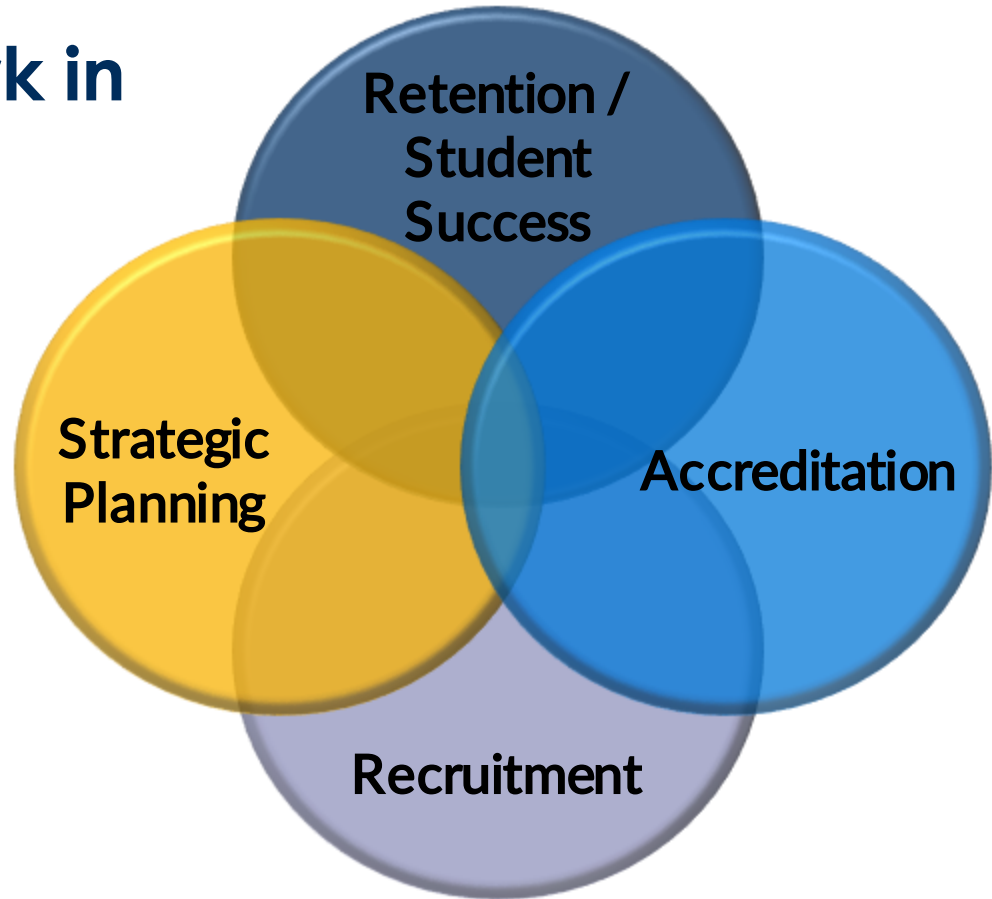 k in
Retention /
Student
Success
Strategic
Planning
Accreditation
Recruitment